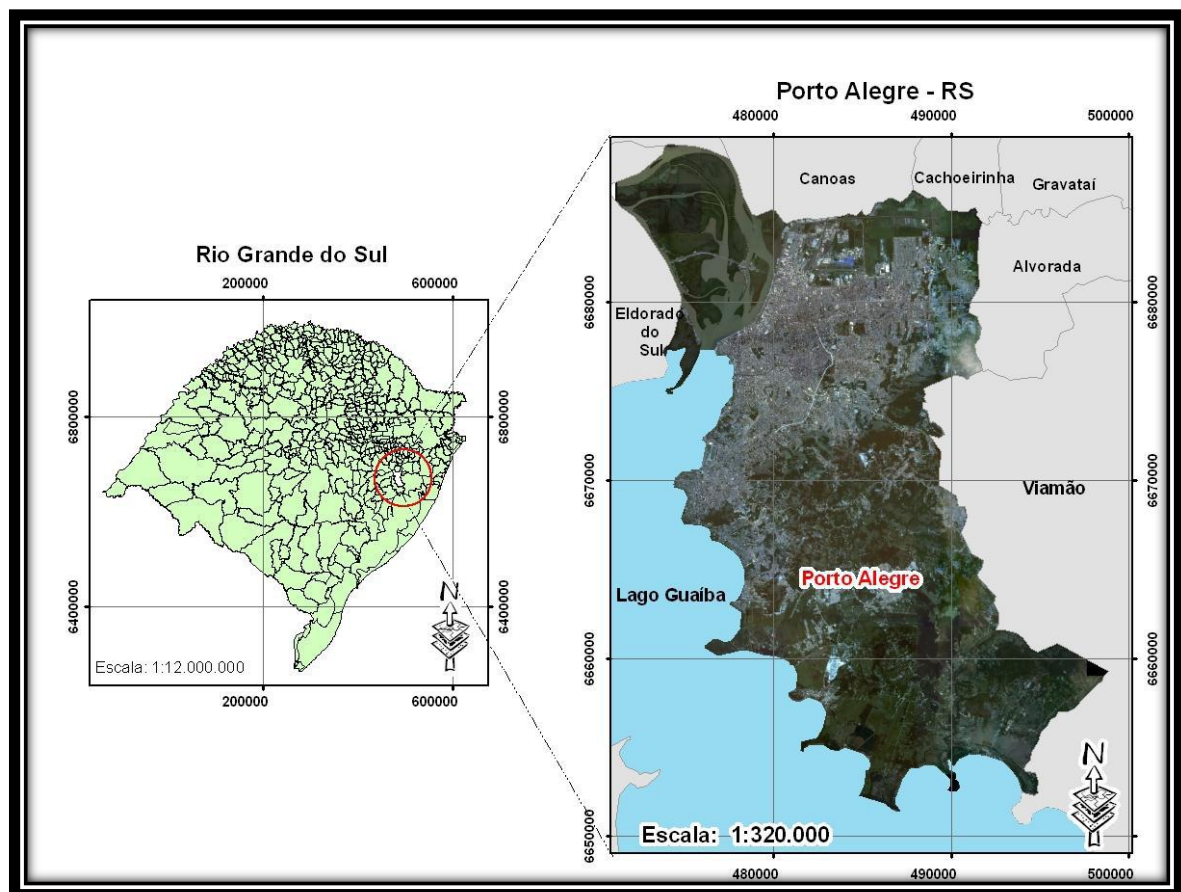 Porto Alegre - RS
480000 490000 500000
Canoas
Cachoeirinha
Gravataí
Alvorada
Eldorado
do
Sul
6680000
6680000
6670000
6670000
Viamão
Porto Alegre
Lago Guaíba
6660000
6660000
N
Escala: 1:320.000
6650000
6650000
480000 490000 500000
Rio Grande do Sul
200000 600000
6800000
6800000
6400000
6400000
N
Escala: 1:12.000.000
200000 600000